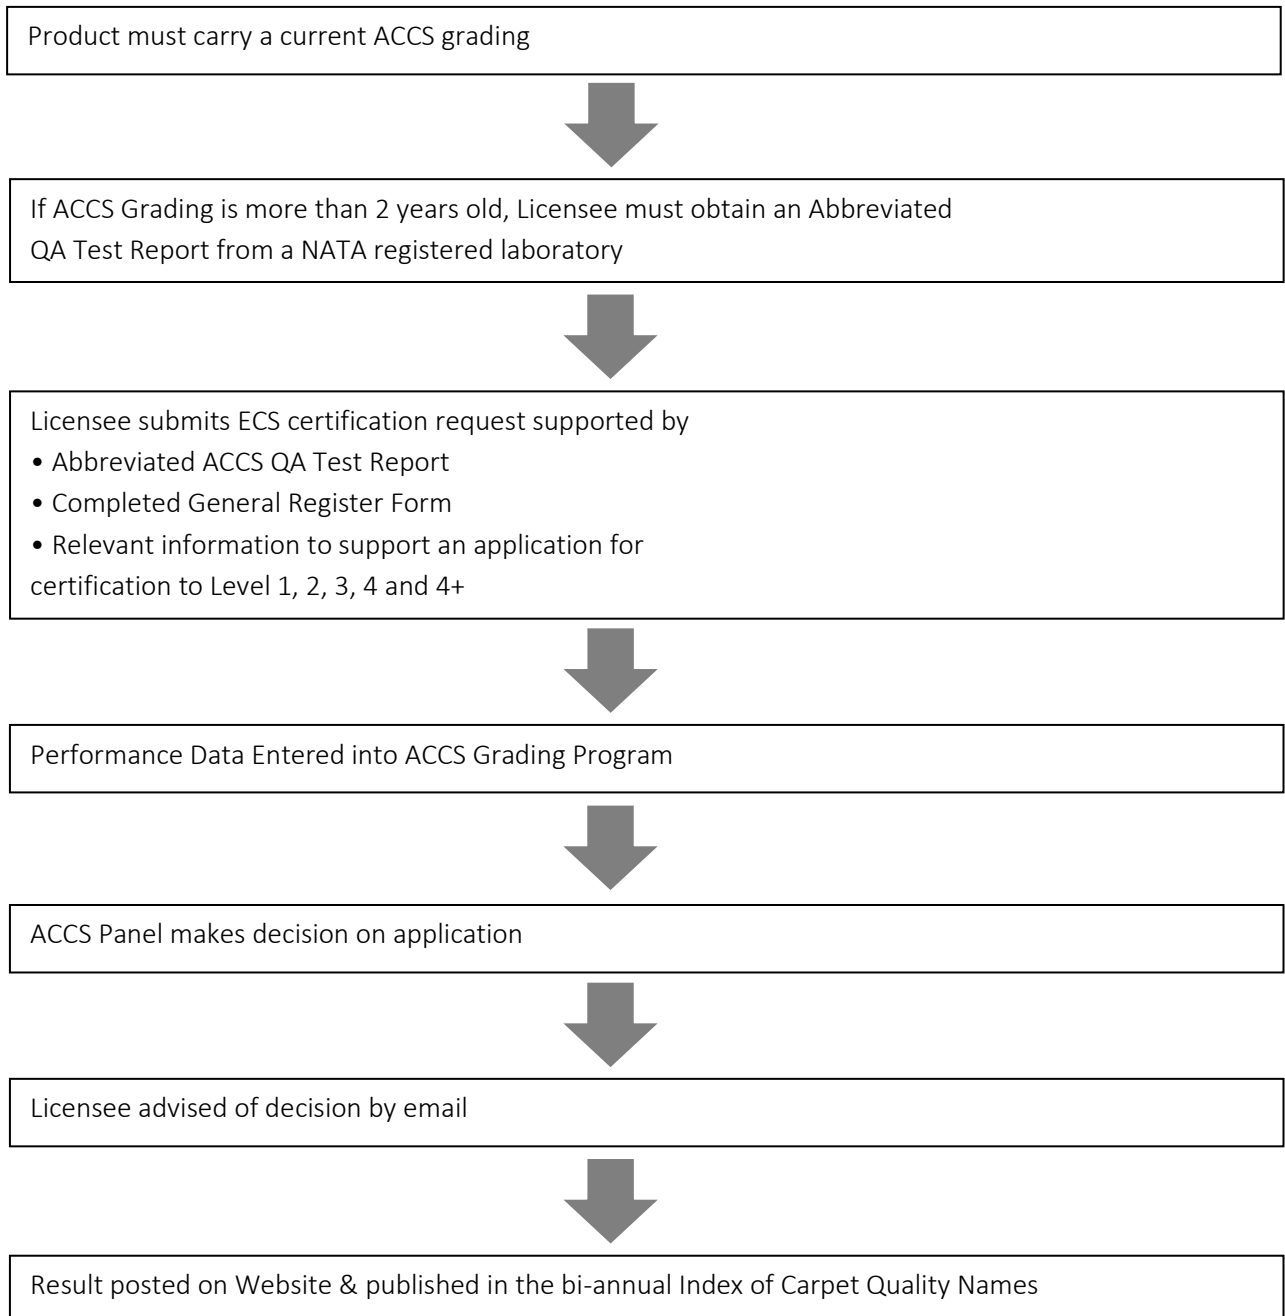 Product must carry a current ACCS grading
If ACCS Grading is more than 2 years old, Licensee must obtain an Abbreviated
QA Test Report from a NATA registered laboratory
Licensee submits ECS certification request supported by
• Abbreviated ACCS QA Test Report
• Completed General Register Form
• Relevant information to support an application for
certification to Level 1, 2, 3, 4 and 4+
Performance Data Entered into ACCS Grading Program
ACCS Panel makes decision on application
Licensee advised of decision by email
Result posted on Website & published in the bi-annual Index of Carpet Quality Names